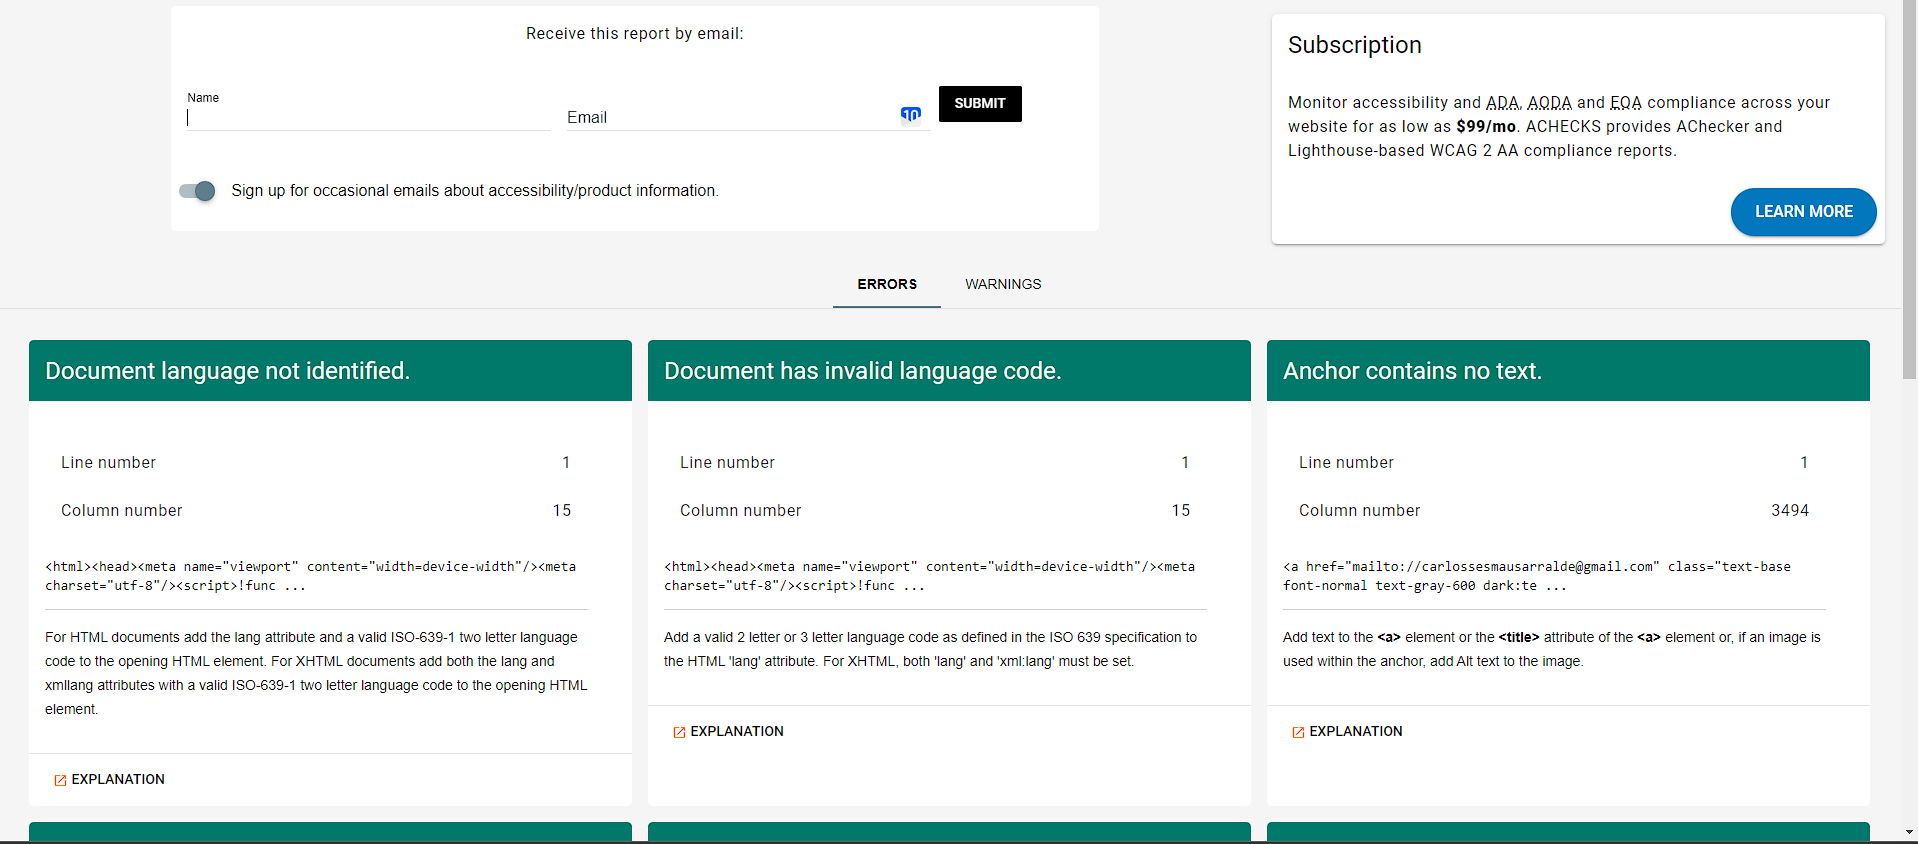 Receive this report by email:
Name
Email
SUBMIT
Sign up for occasional emails about accessibility/product information.
Subscription
Monitor accessibility and ADA, AODA and EQA compliance across your
website for as low as $99/mo. ACHECKS provides AChecker and
Lighthouse-based WCAG 2 AA compliance reports.
LEARN MORE
ERRORS
WARNINGS
Document language not identified.
Line number 1
Column number 15
<html><head><meta name="viewport" content="width=device-width"/><meta
charset="utf-8"/><script>!func ...
For HTML documents add the lang attribute and a valid ISO-639-1 two letter language
code to the opening HTML element. For XHTML documents add both the lang and
xmllang attributes with a valid ISO-639-1 two letter language code to the opening HTML
element.
EXPLANATION
Document has invalid language code.
Line number 1
Column number 15
<html><head><meta name="viewport" content="width=device-width"/><meta
charset="utf-8"/><script>!func ...
Add a valid 2 letter or 3 letter language code as defined in the ISO 639 specification to
the HTML 'lang' attribute. For XHTML, both 'lang' and 'xml:lang' must be set.
EXPLANATION
Anchor contains no text.
Line number 1
Column number 3494
<a href="mailto://carlossesmausarralde@gmail.com" class="text-base
font-normal text-gray-600 dark:te ...
Add text to the <a> element or the <title> attribute of the <a> element or, if an image is
used within the anchor, add Alt text to the image.
EXPLANATION